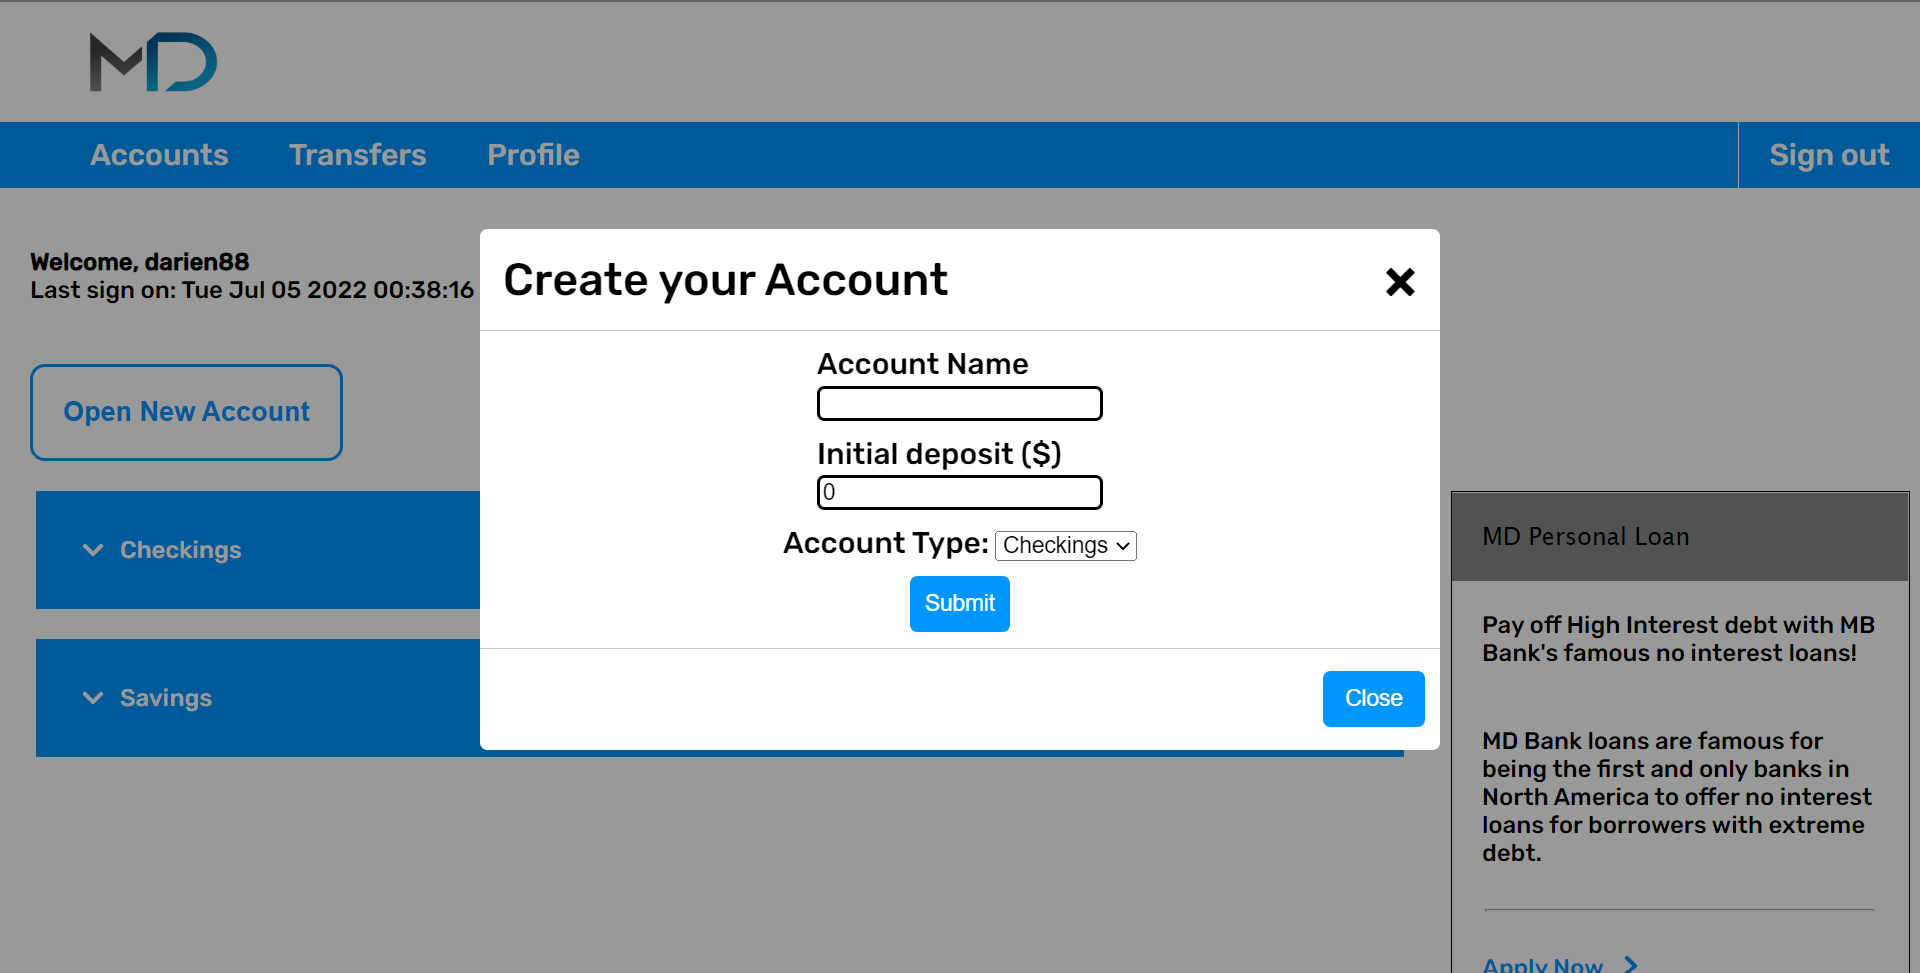 MD
Accounts Transfers Profile Sign out
Welcome, darien88
Last sign on: Tue Jul 05 2022 00:38:16
Open New Account
Checkings
Savings
Create your Account
Account Name
Initial deposit ($)
0
Account Type: Checkings
Submit
Close
MD Personal Loan
Pay off High Interest debt with MB
Bank's famous no interest loans!
MD Bank loans are famous for
being the first and only banks in
North America to offer no interest
loans for borrowers with extreme
debt.
Apply Now